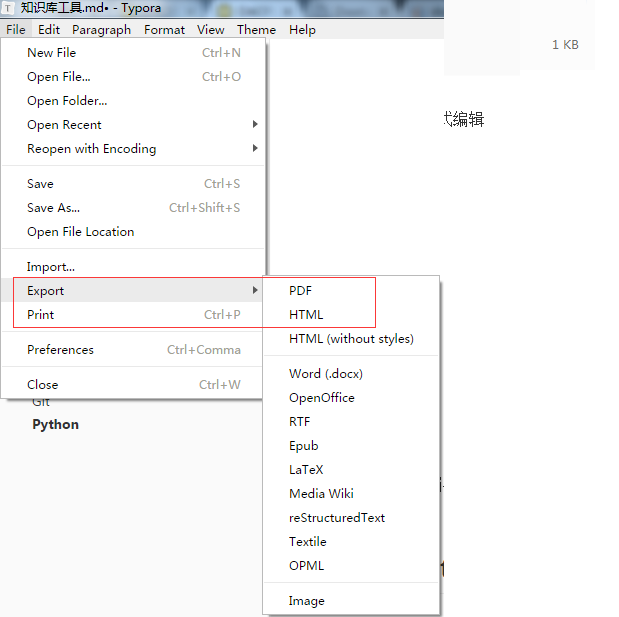 知识库工具.md• - Typora
File Edit Paragraph Format View Theme Help
1 KB
New File Ctrl+N
Open File... Ctrl+O
Open Folder...
式编辑
Open Recent
Reopen with Encoding
Save Ctrl+S
Save As... Ctrl+Shift+S
Open File Location
Import...
Export
Print Ctrl+P
Preferences Ctrl+Comma
Close Ctrl+W
Git
Python
PDF
HTML
HTML (without styles)
Word (.docx)
OpenOffice
RTF
Epub
LaTeX
Media Wiki
reStructuredText
Textile
OPML
Image